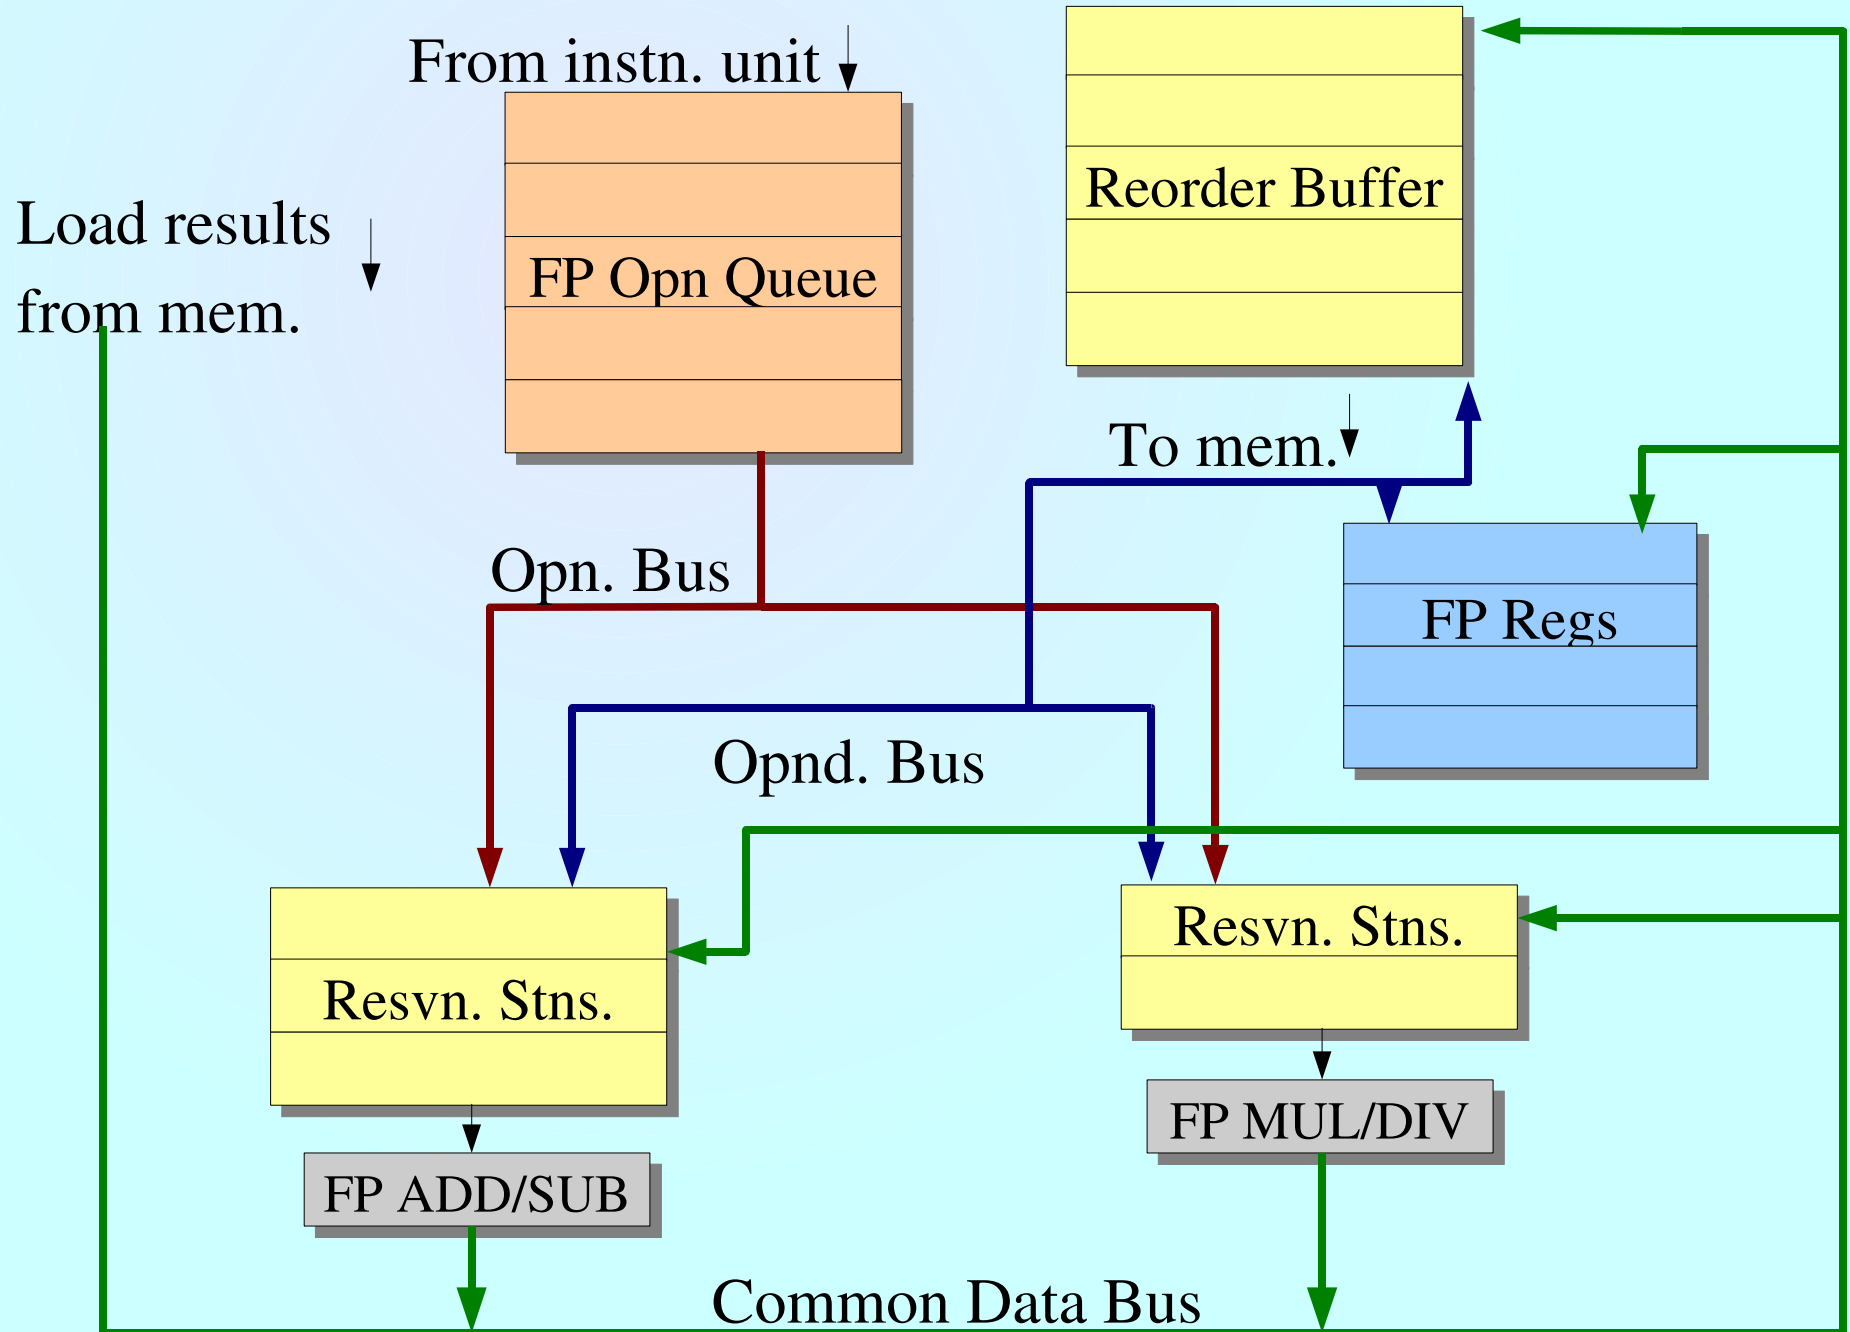 From instn. unit
Reorder Buffer
Load results
from mem.
FP Opn Queue
To mem.
Opn. Bus
FP Regs
Opnd. Bus
Resvn. Stns.
Resvn. Stns.
FP MUL/DIV
FP ADD/SUB
Common Data Bus